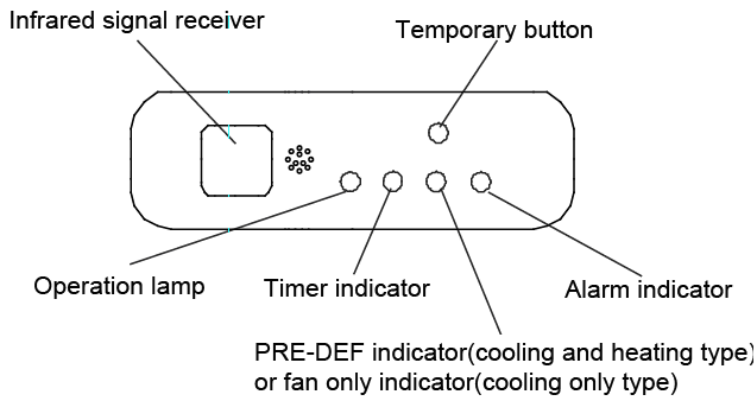 Infrared signal receiver
Temporary button
Operation lamp
Timer indicator
Alarm indicator
PRE-DEF indicator(cooling and heating type)
or fan only indicator(cooling only type)